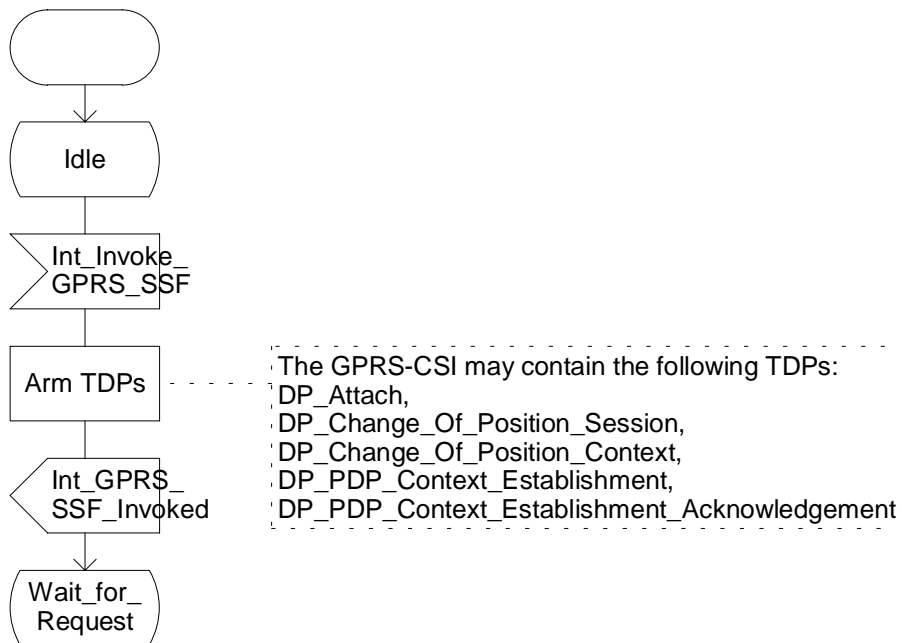 Idle
Int_Invoke_
GPRS_SSF
Arm TDPs
The GPRS-CSI may contain the following TDPs:
DP_Attach,
DP_Change_Of_Position_Session,
DP_Change_Of_Position_Context,
DP_PDP_Context_Establishment,
DP_PDP_Context_Establishment_Acknowledgement
Int_GPRS_
SSF_Invoked
Wait_for_
Request